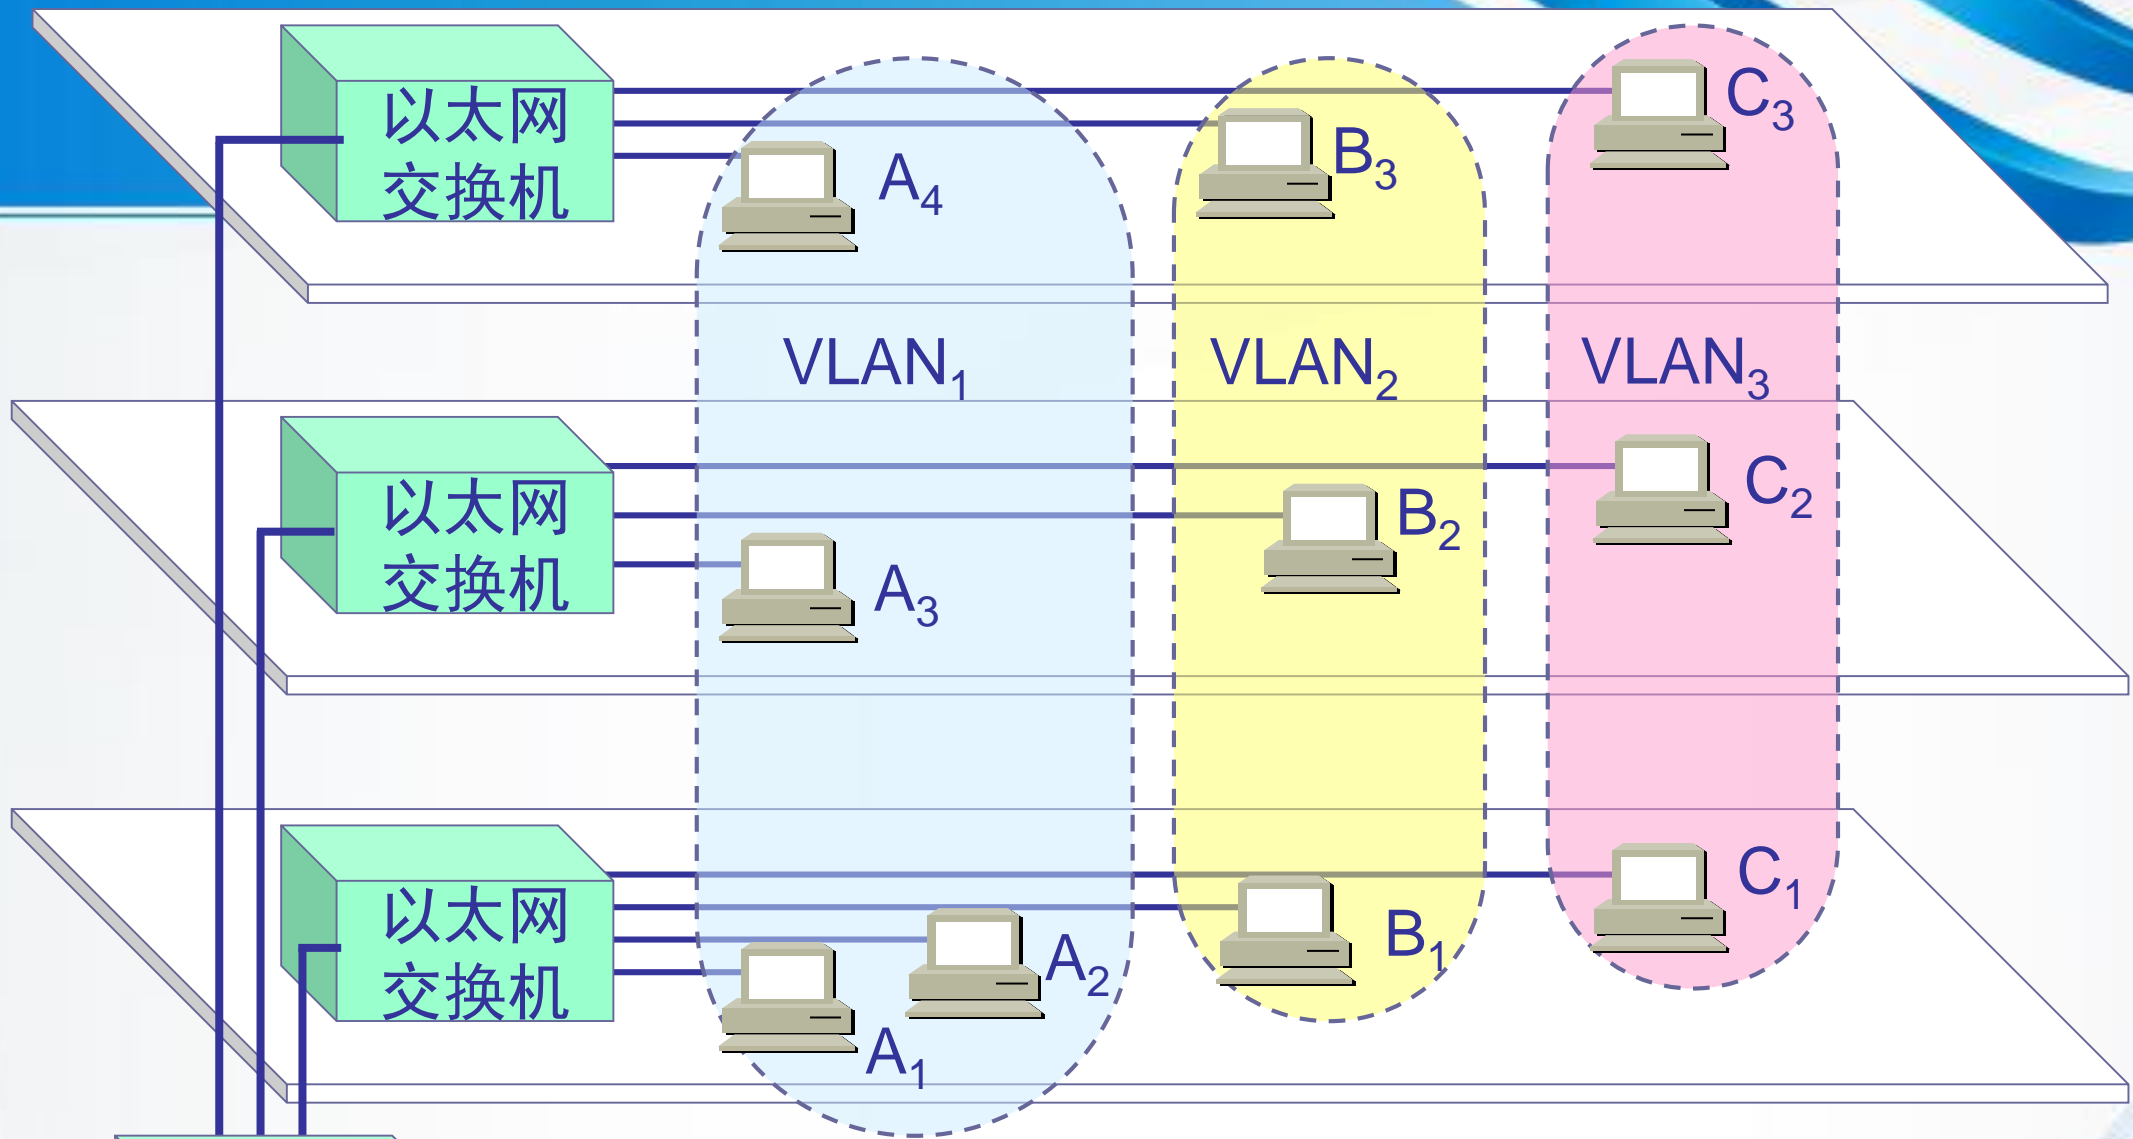 以太网
交换机
A₄
B₃
C₃
VLAN₁
VLAN₂
VLAN₃
以太网
交换机
A₃
B₂
C₂
以太网
交换机
A₁
A₂
B₁
C₁